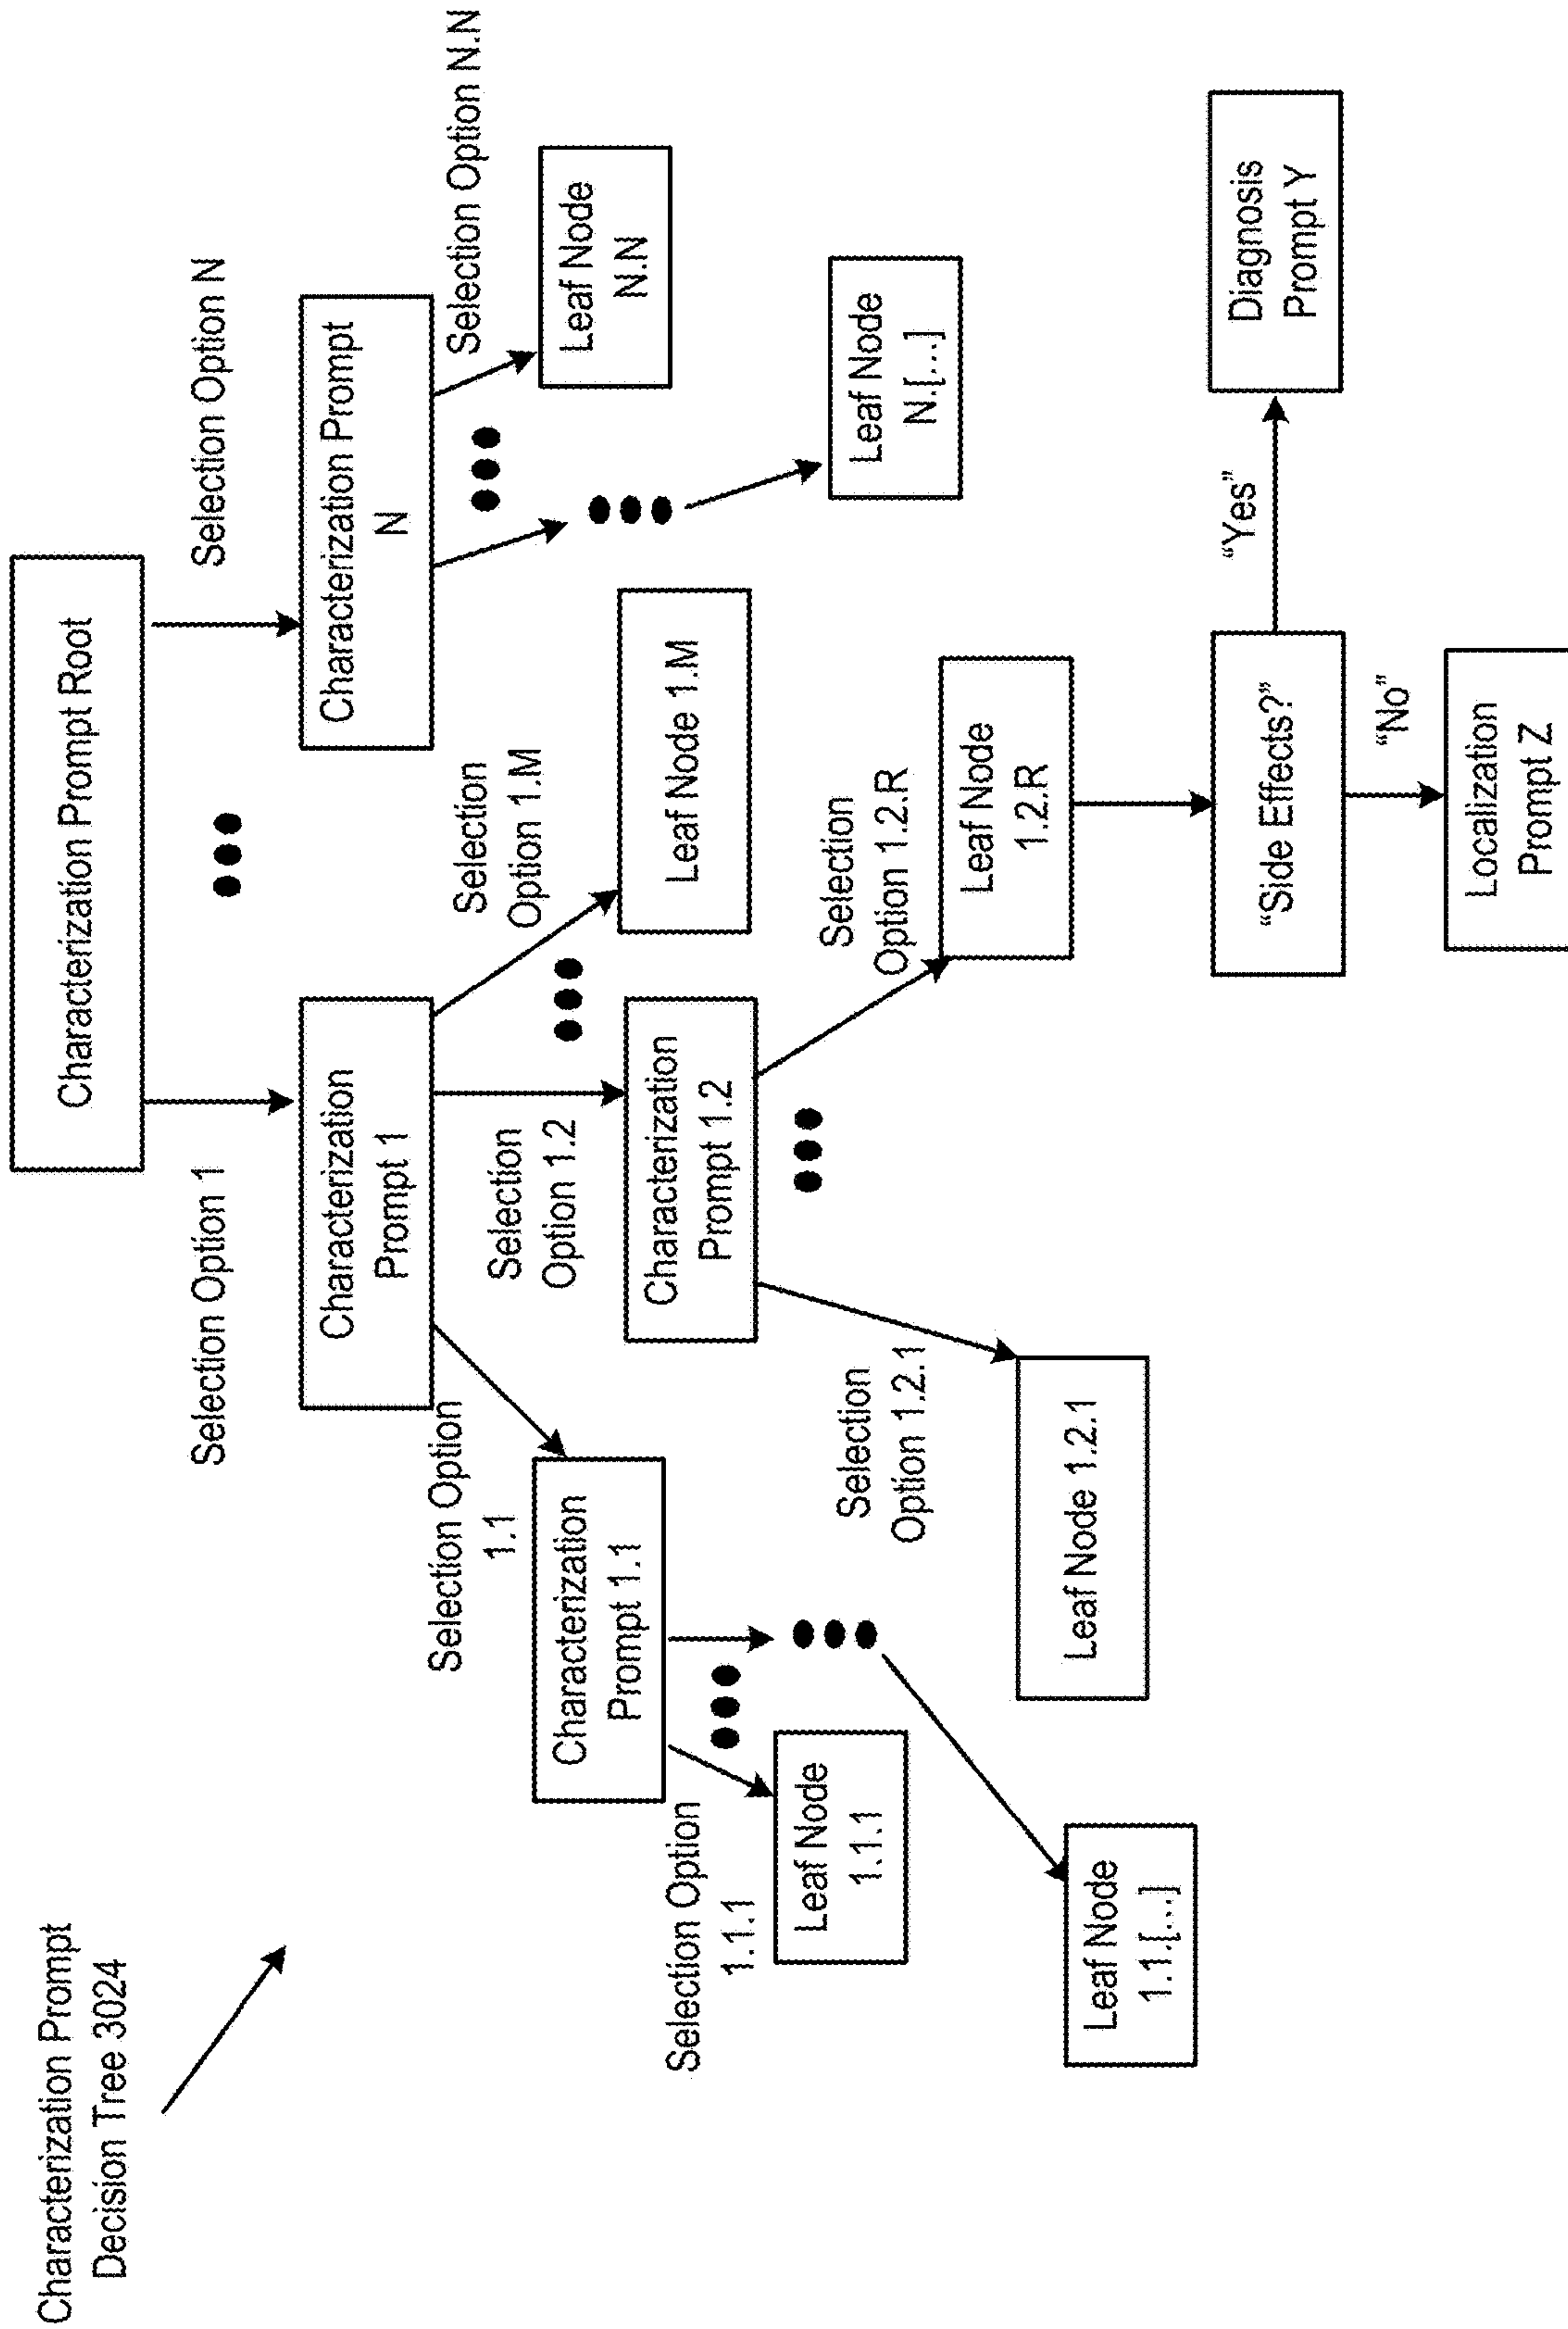 Characterization Prompt
Decision Tree 3024
Characterization Prompt Root
Selection Option 1
Selection Option N
Characterization
Prompt 1
Characterization Prompt
N
Selection Option
1.1
Selection
Option 1.2
Selection
Option 1.M
Selection Option N.N
Characterization
Prompt 1.1
Characterization
Prompt 1.2
Leaf Node 1.M
Leaf Node
N.N
Selection Option
1.1.1
Leaf Node
1.1.1
Selection
Option 1.2.1
Selection
Option 1.2.R
Leaf Node
N.[...]
Leaf Node
1.1.[...]
Leaf Node 1.2.1
Leaf Node
1.2.R
“Side Effects?”
“Yes”
Diagnosis
Prompt Y
“No”
Localization
Prompt Z